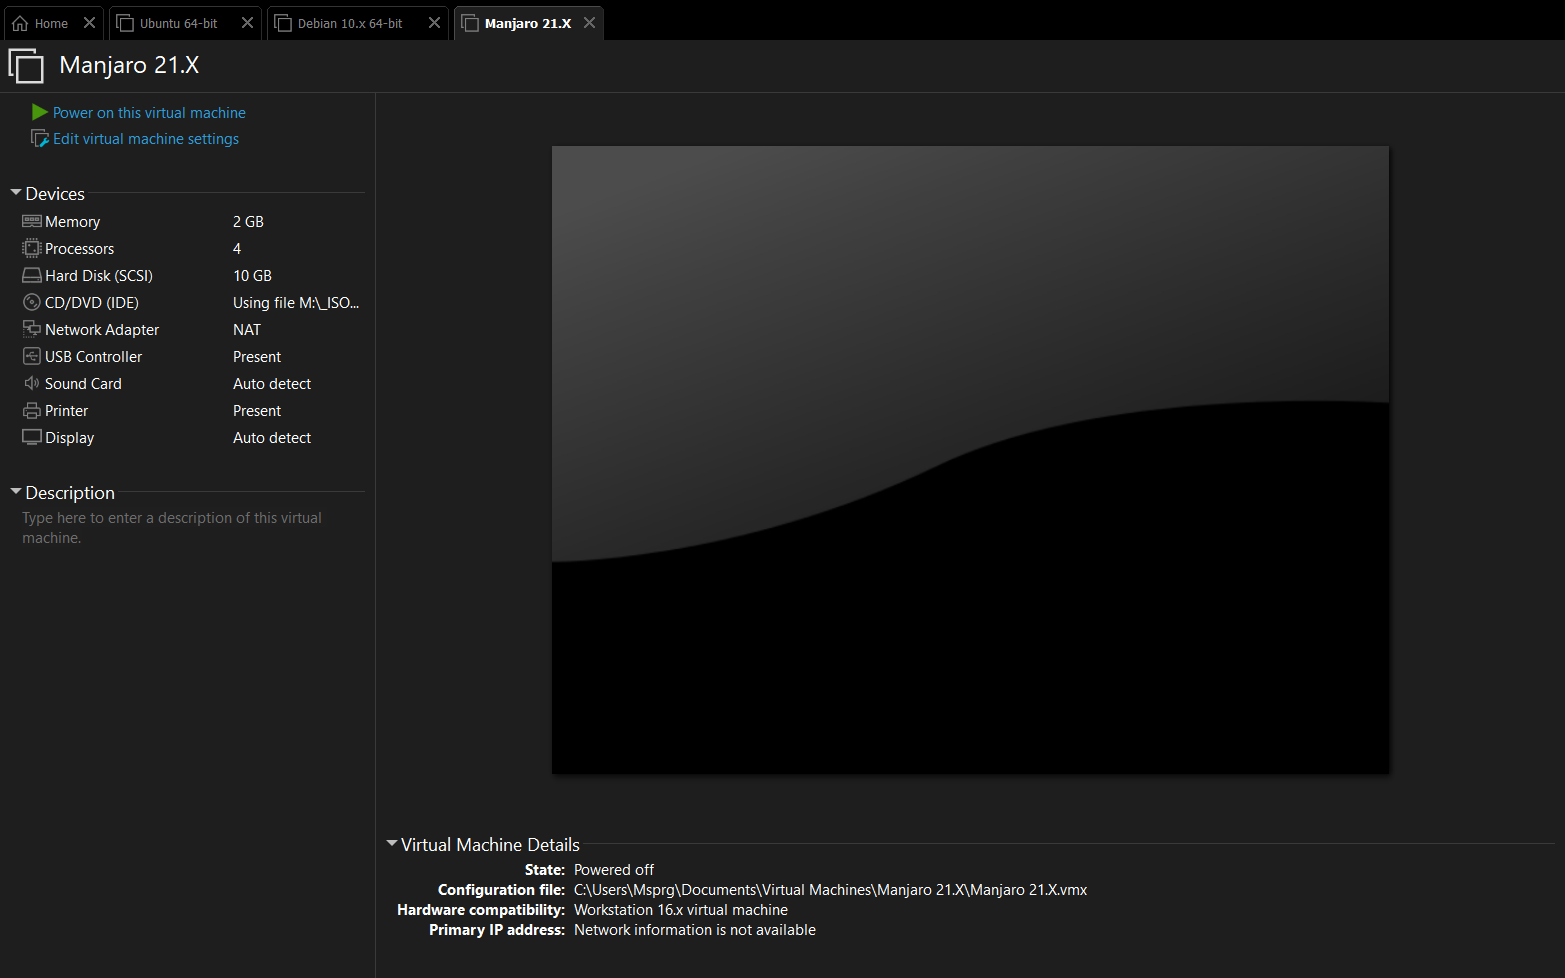 Home
Ubuntu 64-bit
Debian 10.x 64-bit
Manjaro 21.X
Manjaro 21.X
Power on this virtual machine
Edit virtual machine settings
Devices
Memory 2 GB
Processors 4
Hard Disk (SCSI) 10 GB
CD/DVD (IDE) Using file M:\_ISO...
Network Adapter NAT
USB Controller Present
Sound Card Auto detect
Printer Present
Display Auto detect
Description
Type here to enter a description of this virtual
machine.
Virtual Machine Details
State: Powered off
Configuration file: C:\Users\Msprg\Documents\Virtual Machines\Manjaro 21.X\Manjaro 21.X.vmx
Hardware compatibility: Workstation 16.x virtual machine
Primary IP address: Network information is not available